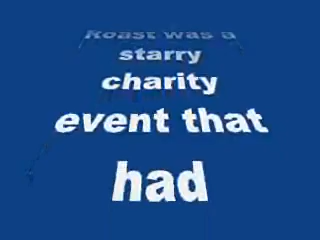 Roast was a
starry
charity
event that
had